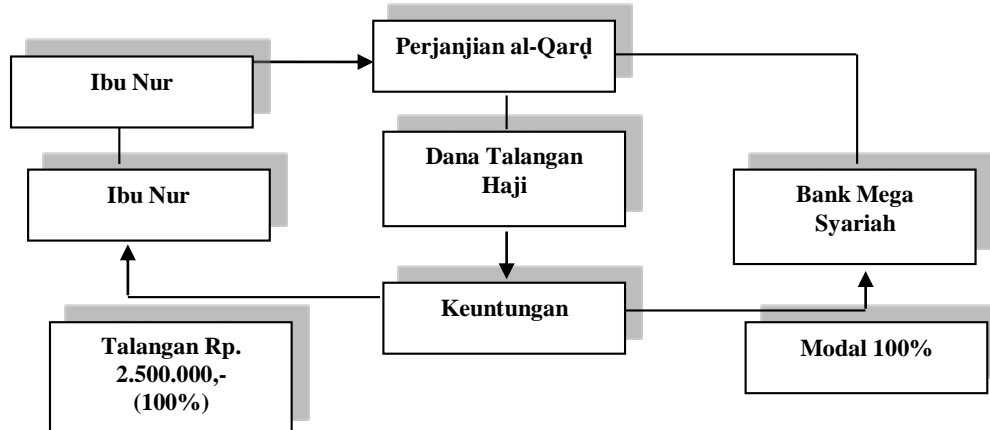 Perjanjian al-Qarḍ
Ibu Nur
Dana Talangan
Haji
Ibu Nur
Bank Mega
Syariah
Keuntungan
Talangan Rp.
2.500.000,-
(100%)
Modal 100%